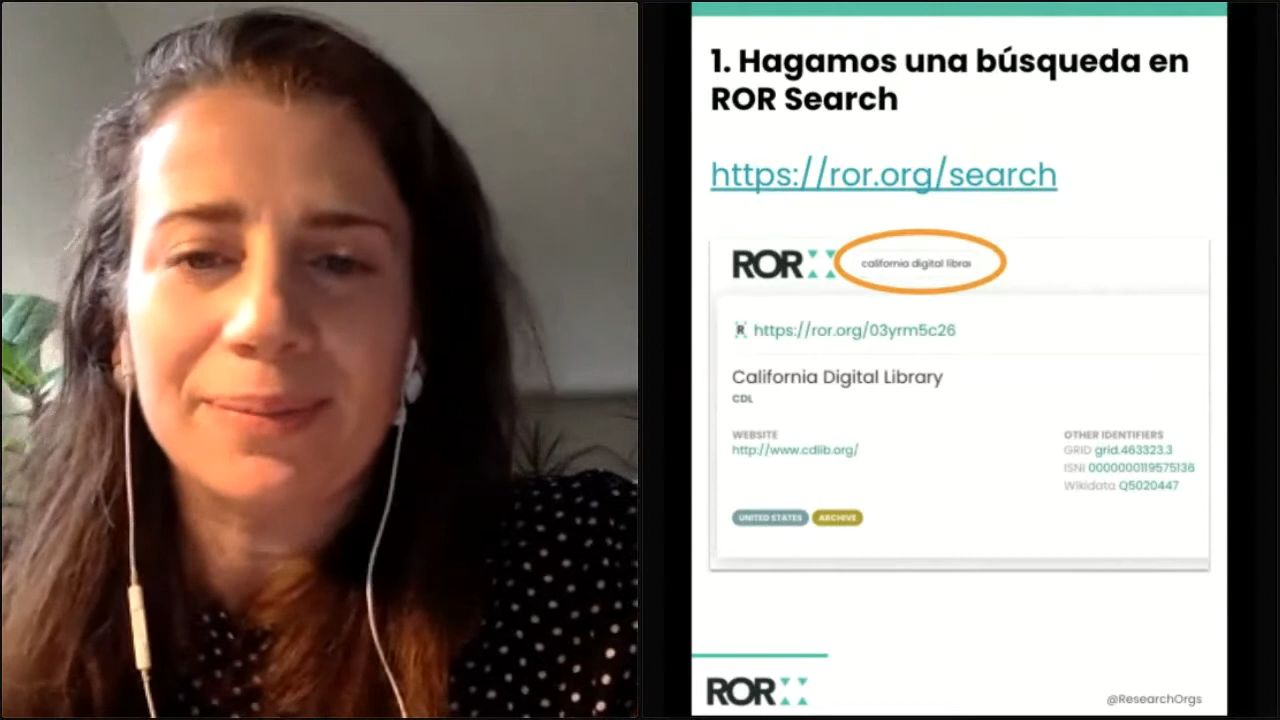 1. Hagamos una búsqueda en
ROR Search
https://ror.org/search
ROR
california digital librar
R https://ror.org/03yrm5c26
California Digital Library
CDL
WEBSITE
http://www.cdlib.org/
OTHER IDENTIFIERS
GRID grid.463323.3
ISNI 0000000119575136
Wikidata Q5020447
UNITED STATES
ARCHIVE
ROR
@ResearchOrgs